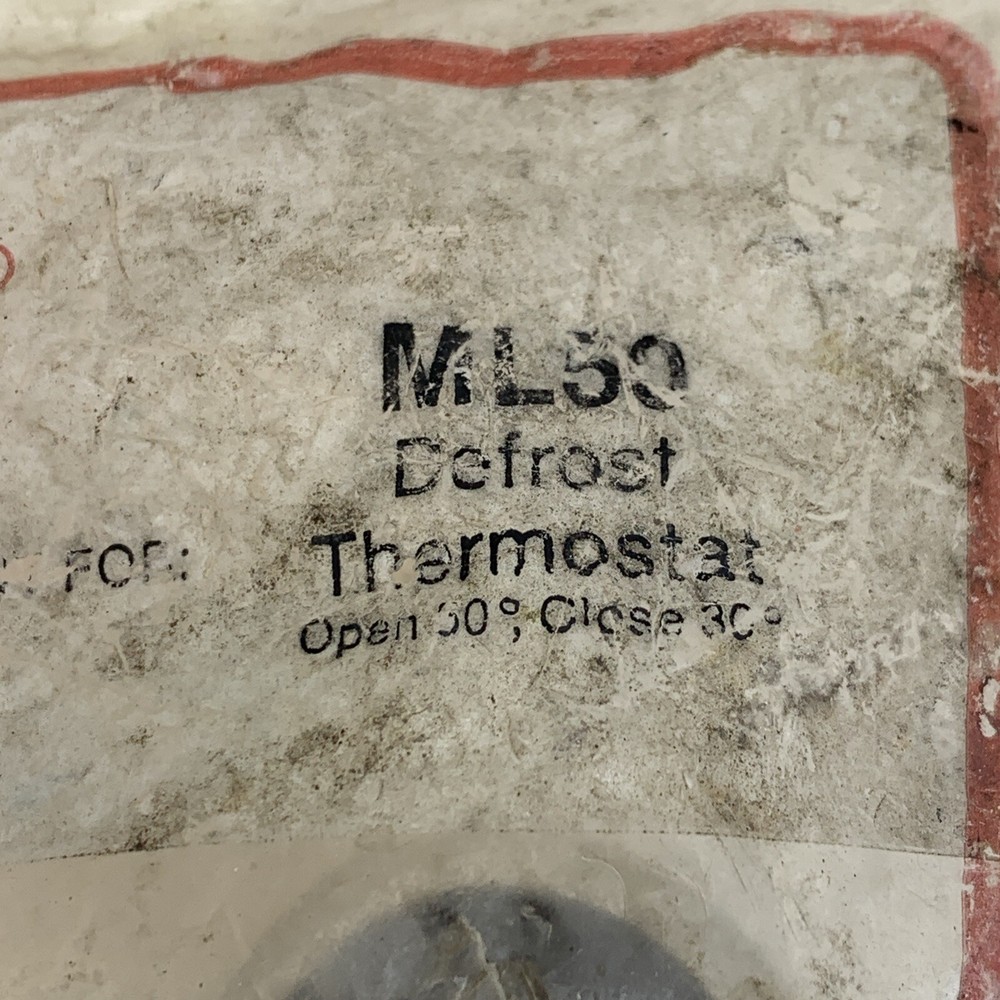 ML50
Defrost
FOR: Thermostat
Open 50°, Close 30°